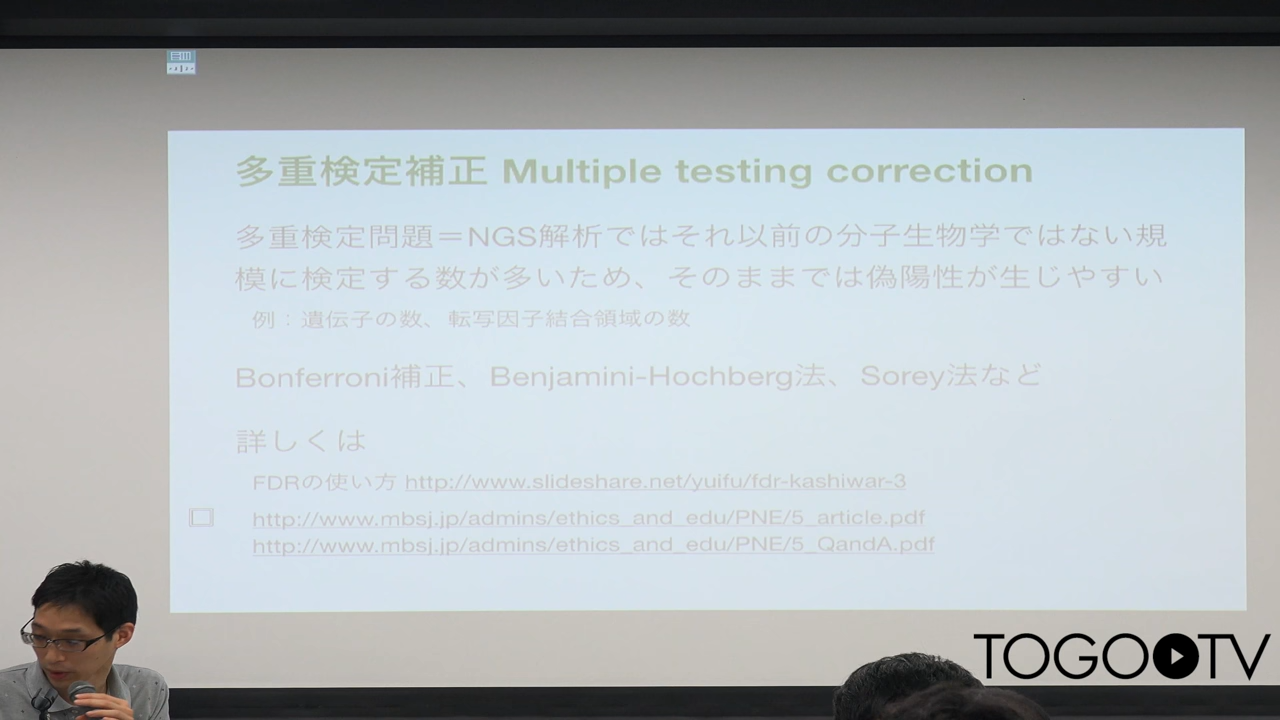 多重検定補正 Multiple testing correction
多重検定問題＝NGS解析ではそれ以前の分子生物学ではない規
模に検定する数が多いため、そのままでは偽陽性が生じやすい
例：遺伝子の数、転写因子結合領域の数
Bonferroni補正、Benjamini-Hochberg法、Sorey法など
詳しくは
FDRの使い方 http://www.slideshare.net/yuifu/fdr-kashiwar-3
http://www.mbsj.jp/admins/ethics_and_edu/PNE/5_article.pdf
http://www.mbsj.jp/admins/ethics_and_edu/PNE/5_QandA.pdf
TOGOTV